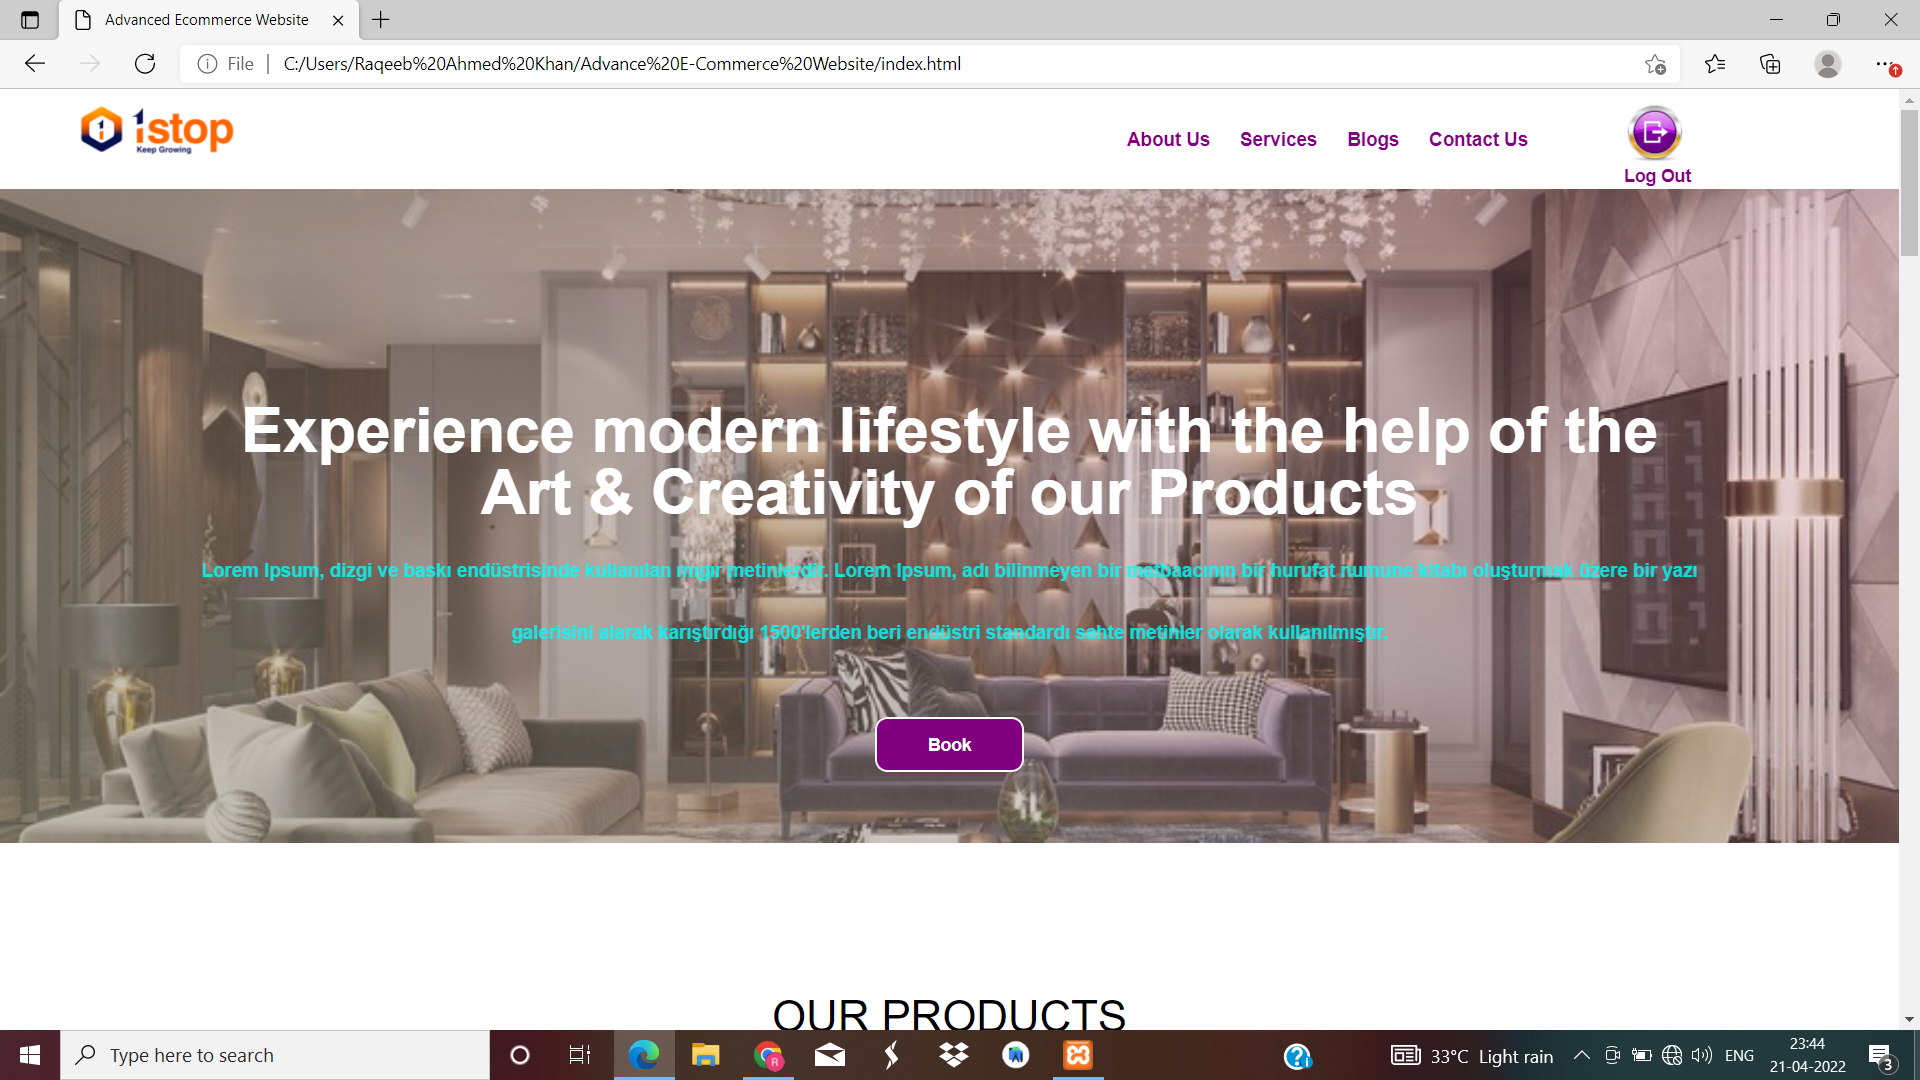 Advanced Ecommerce Website
File
C:/Users/Raqeeb%20Ahmed%20Khan/Advance%20E-Commerce%20Website/index.html
1stop
Keep Growing
About Us Services Blogs Contact Us
Log Out
Experience modern lifestyle with the help of the
Art & Creativity of our Products
Lorem Ipsum, dizgi ve baskı endüstrisinde kullanılan mıgır metinlerdir. Lorem Ipsum, adı bilinmeyen bir matbaacının bir hurufat numune kitabı oluşturmak üzere bir yazı
galerisini alarak karıştırdığı 1500'lerden beri endüstri standardı sahte metinler olarak kullanılmıştır.
Book
OUR PRODUCTS
Type here to search
33°C Light rain
ENG
23:44
21-04-2022
3